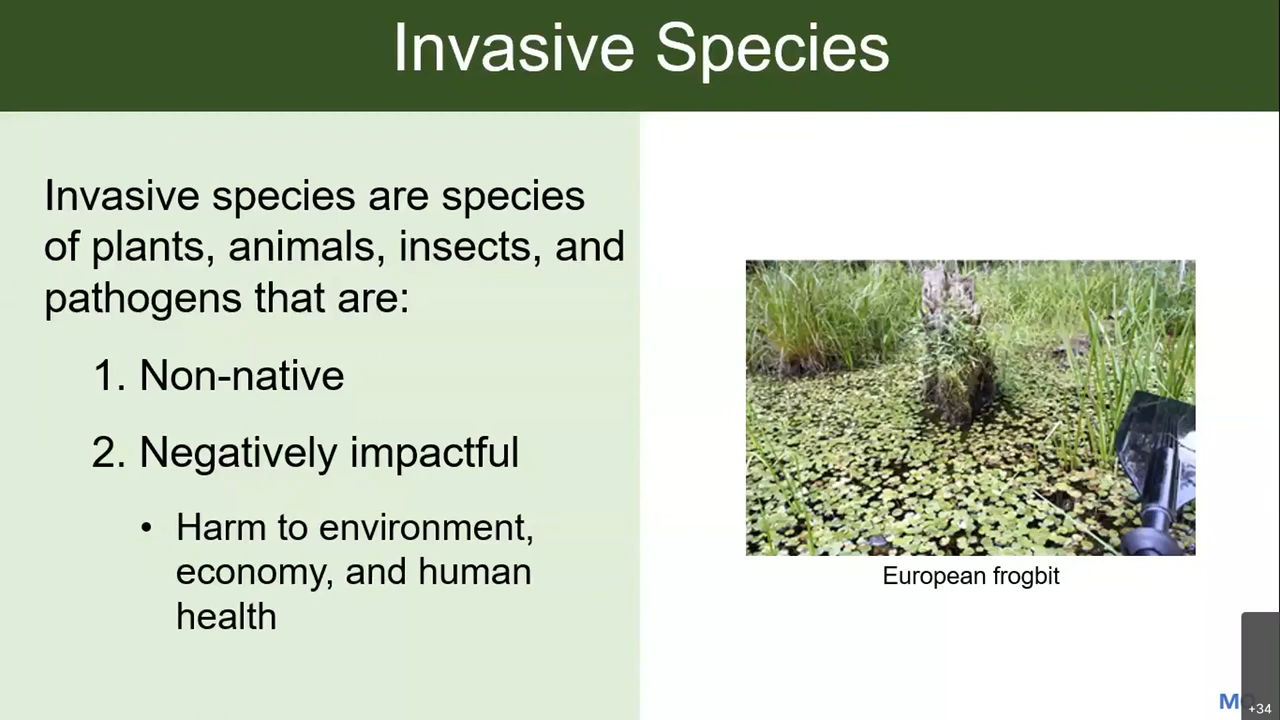 Invasive Species
Invasive species are species
of plants, animals, insects, and
pathogens that are:
1. Non-native
2. Negatively impactful
• Harm to environment,
economy, and human
health
European frogbit
+34